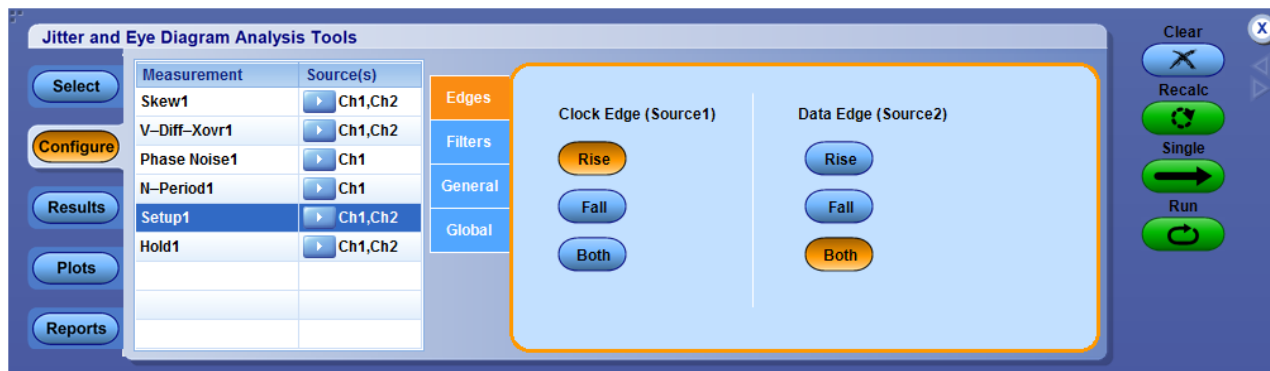 Jitter and Eye Diagram Analysis Tools
Select
Configure
Results
Plots
Reports
Measurement Source(s)
Skew1 Ch1,Ch2
V–Diff–Xovr1 Ch1,Ch2
Phase Noise1 Ch1
N–Period1 Ch1
Setup1 Ch1,Ch2
Hold1 Ch1,Ch2
Edges
Filters
General
Global
Clock Edge (Source1)
Rise
Fall
Both
Data Edge (Source2)
Rise
Fall
Both
Clear
Recalc
Single
Run
X